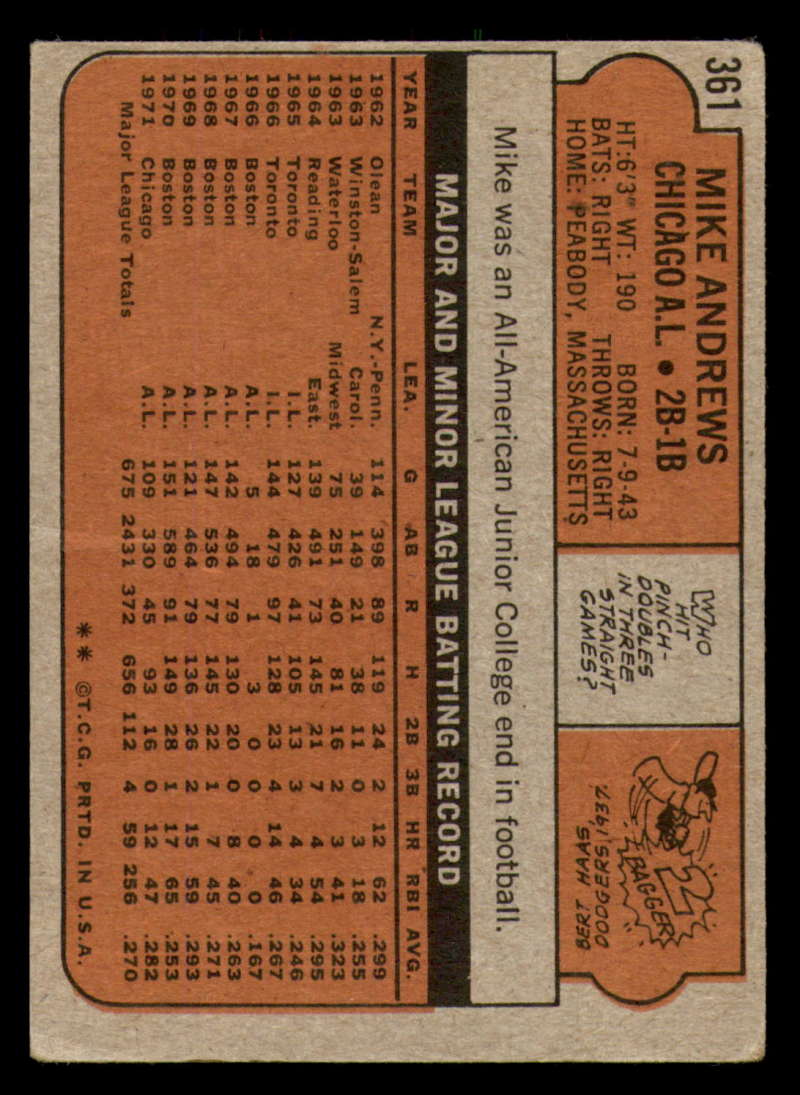 361
MIKE ANDREWS
CHICAGO A.L. • 2B-1B
HT: 6'3" WT: 190 BORN: 7-9-43
BATS: RIGHT THROWS: RIGHT
HOME: PEABODY, MASSACHUSETTS
WHO
HIT
PINCH-
DOUBLES
IN THREE
STRAIGHT
GAMES?
2 BAGGER
BERT HAAS,
DODGERS, 1937.
Mike was an All-American Junior College end in football.
MAJOR AND MINOR LEAGUE BATTING RECORD
YEAR TEAM LEA. G AB R H 2B 3B HR RBI AVG.
1962 Olean N.Y.-Penn. 114 398 89 119 24 2 12 62 .299
1963 Winston-Salem Carol. 39 149 21 38 11 0 3 18 .255
1963 Waterloo Midwest 75 251 40 81 16 2 3 41 .323
1964 Reading East. 139 491 73 145 21 7 4 54 .295
1965 Toronto I.L. 127 426 41 105 13 3 4 34 .246
1966 Toronto I.L. 144 479 97 128 23 4 14 46 .267
1966 Boston A.L. 5 18 1 3 0 0 0 0 .167
1967 Boston A.L. 142 494 79 130 20 0 8 40 .263
1968 Boston A.L. 147 536 77 145 22 1 7 45 .271
1969 Boston A.L. 121 464 79 136 26 2 15 59 .293
1970 Boston A.L. 151 589 91 149 28 1 17 65 .253
1971 Chicago A.L. 109 330 45 93 16 0 12 47 .282
Major League Totals 675 2431 372 656 112 4 59 256 .270
** ©T.C.G. PRTD. IN U.S.A.